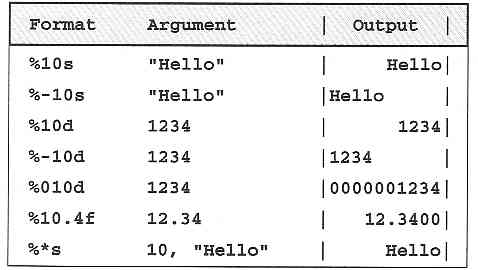 Format Argument | Output |
%10s "Hello" | Hello|
%-10s "Hello" |Hello |
%10d 1234 | 1234|
%-10d 1234 |1234 |
%010d 1234 |0000001234|
%10.4f 12.34 | 12.3400|
%*s 10, "Hello" | Hello|